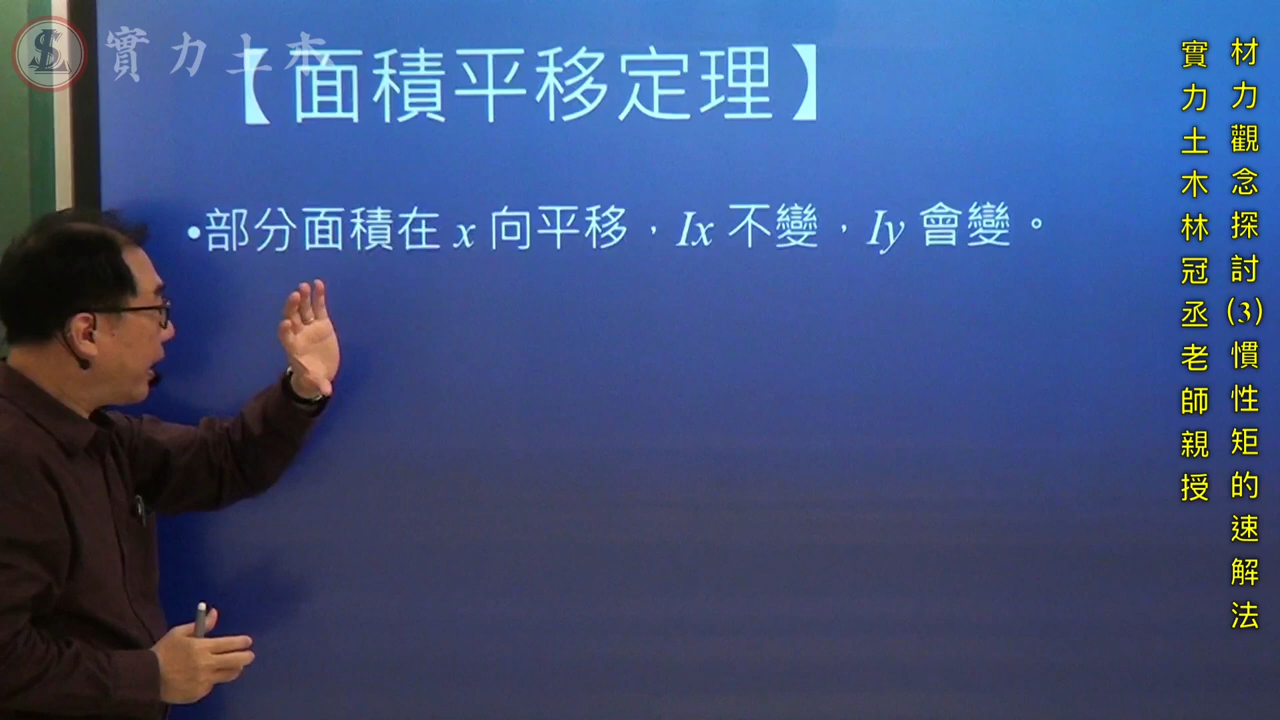 實力土木
【面積平移定理】
•部分面積在 x 向平移，Ix 不變，Iy 會變。
材力觀念探討(3)慣性矩的速解法
實力土木林冠丞老師親授